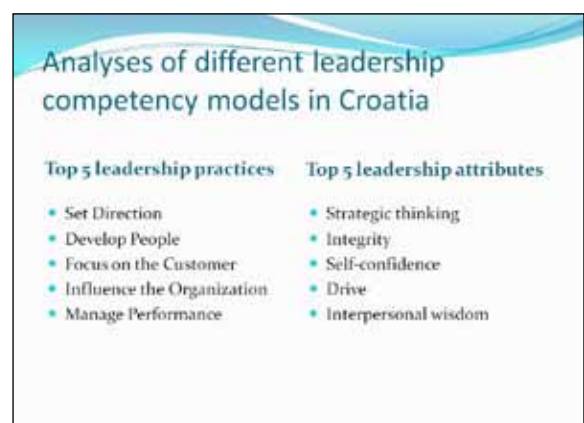 Analyses of different leadership
competency models in Croatia
Top 5 leadership practices
• Set Direction
• Develop People
• Focus on the Customer
• Influence the Organization
• Manage Performance
Top 5 leadership attributes
• Strategic thinking
• Integrity
• Self-confidence
• Drive
• Interpersonal wisdom